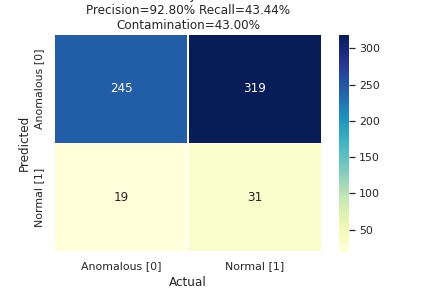 Precision=92.80% Recall=43.44%
Contamination=43.00%
Predicted
Anomalous [0]
Normal [1]
245
319
19
31
Anomalous [0]
Normal [1]
Actual
300
250
200
150
100
50